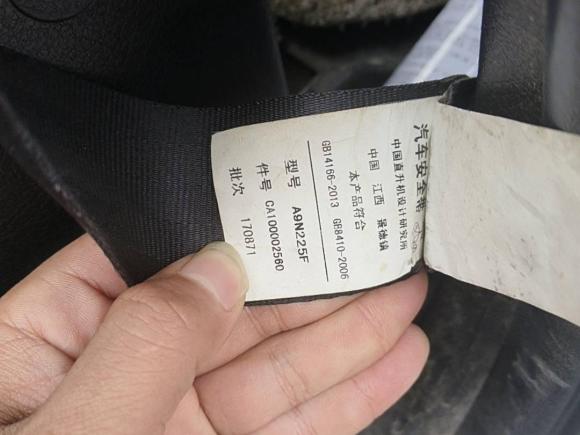 汽车安全带
中国直升机设计研究所
中国 江西 景德镇
本产品符合
GB14166-2013 GB8410-2006
型号 A9N225F
件号 CA100002560
批次 170871